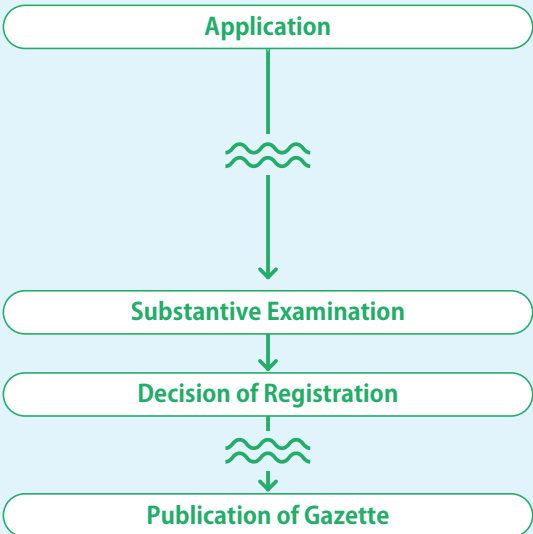 Application
Substantive Examination
Decision of Registration
Publication of Gazette